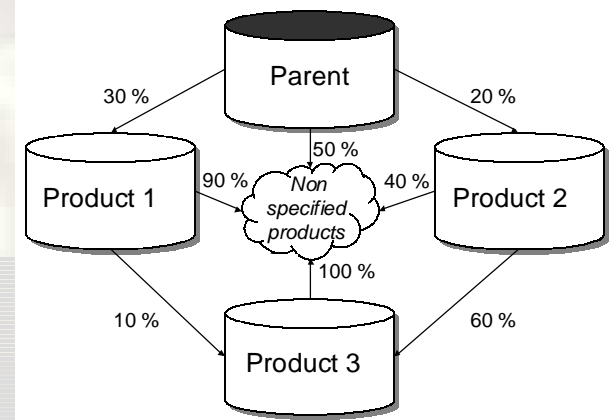 Parent
30 %
20 %
50 %
Product 1
90 %
Non
specified
products
40 %
Product 2
100 %
10 %
60 %
Product 3